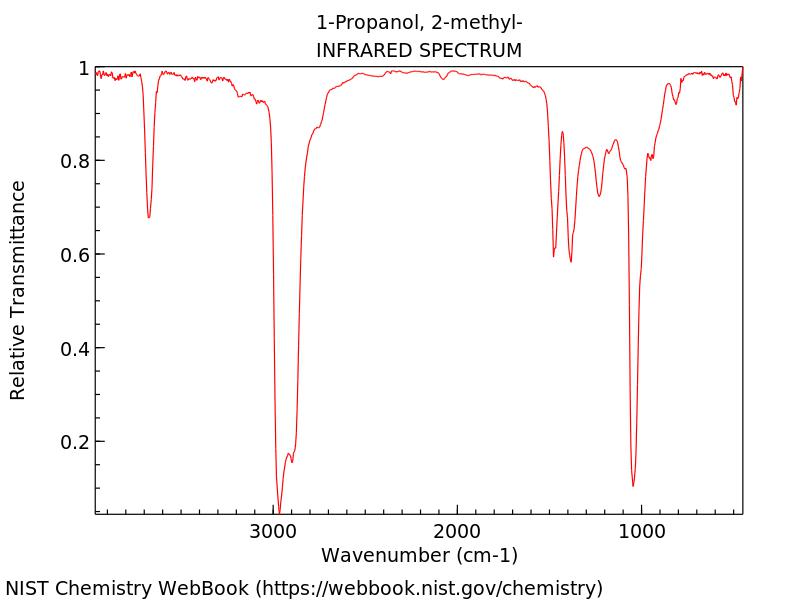 1-Propanol, 2-methyl-
INFRARED SPECTRUM
1
0.8
0.6
0.4
0.2
Relative Transmittance
3000 2000 1000
Wavenumber (cm-1)
NIST Chemistry WebBook (https://webbook.nist.gov/chemistry)